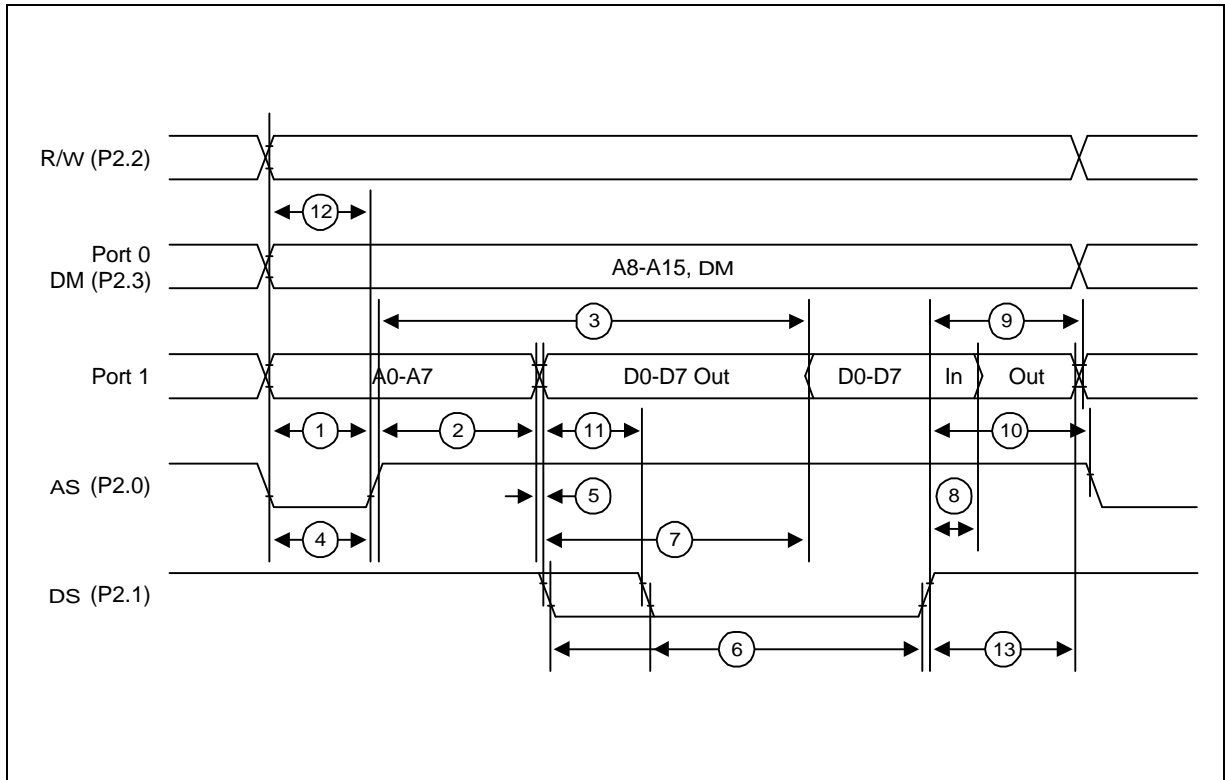 R/W (P2.2)
12
Port 0
DM (P2.3)
A8-A15, DM
3
9
Port 1
A0-A7
D0-D7 Out
D0-D7
In
Out
1
2
11
10
AS (P2.0)
5
8
4
7
DS (P2.1)
6
13